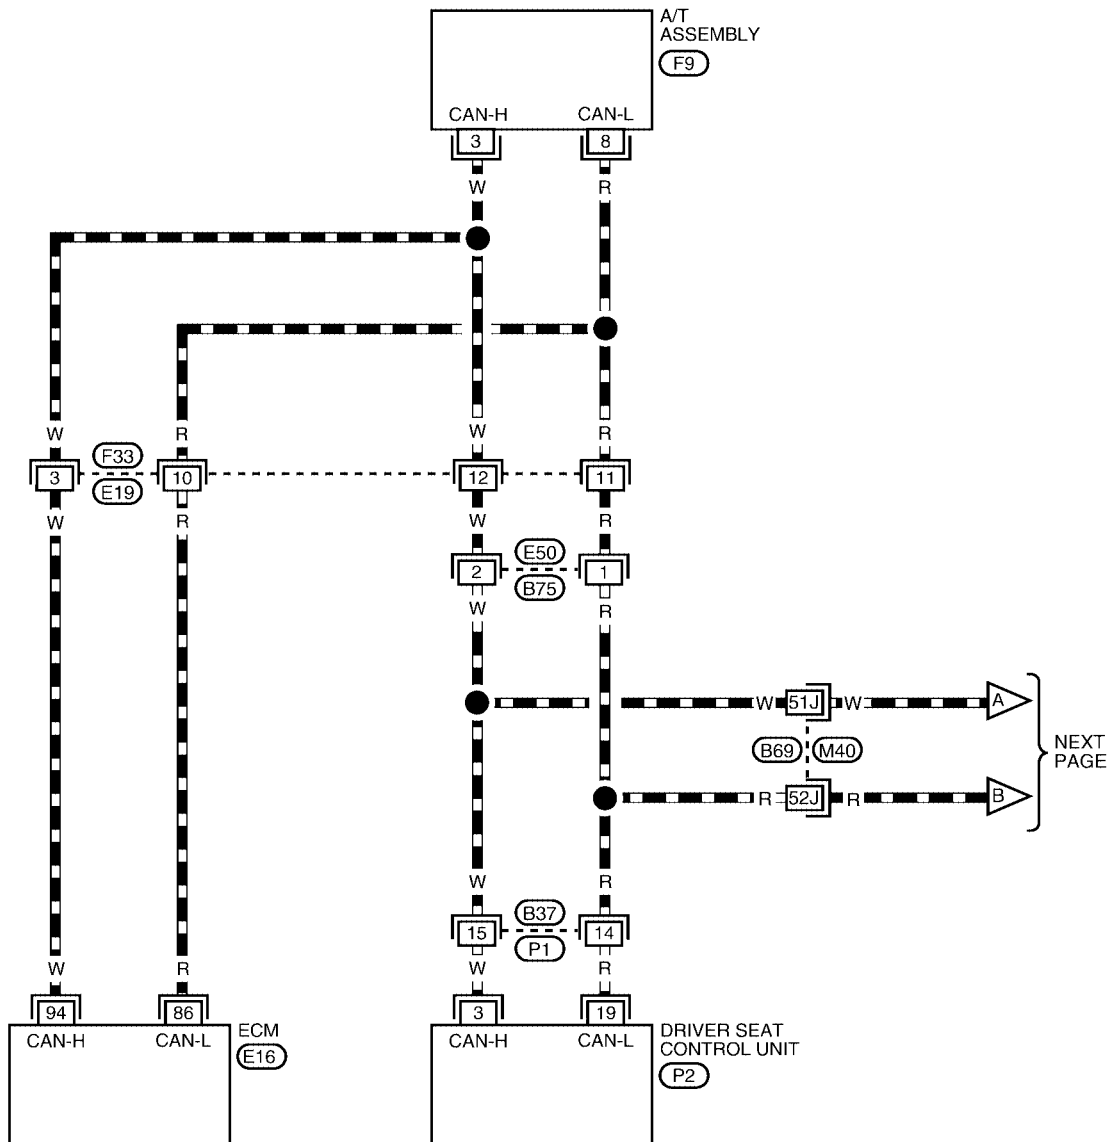 A/T
ASSEMBLY
F9
CAN-H CAN-L
3 8
W R
W R W R
F33
3 10 12 11
E19
W R W R
E50
2 1
B75
W R
W 51J W A
B69 M40
NEXT
PAGE
R 52J R B
W R
B37
15 14
P1
W R W R
94 86 3 19
CAN-H CAN-L
ECM
E16
CAN-H CAN-L
DRIVER SEAT
CONTROL UNIT
P2